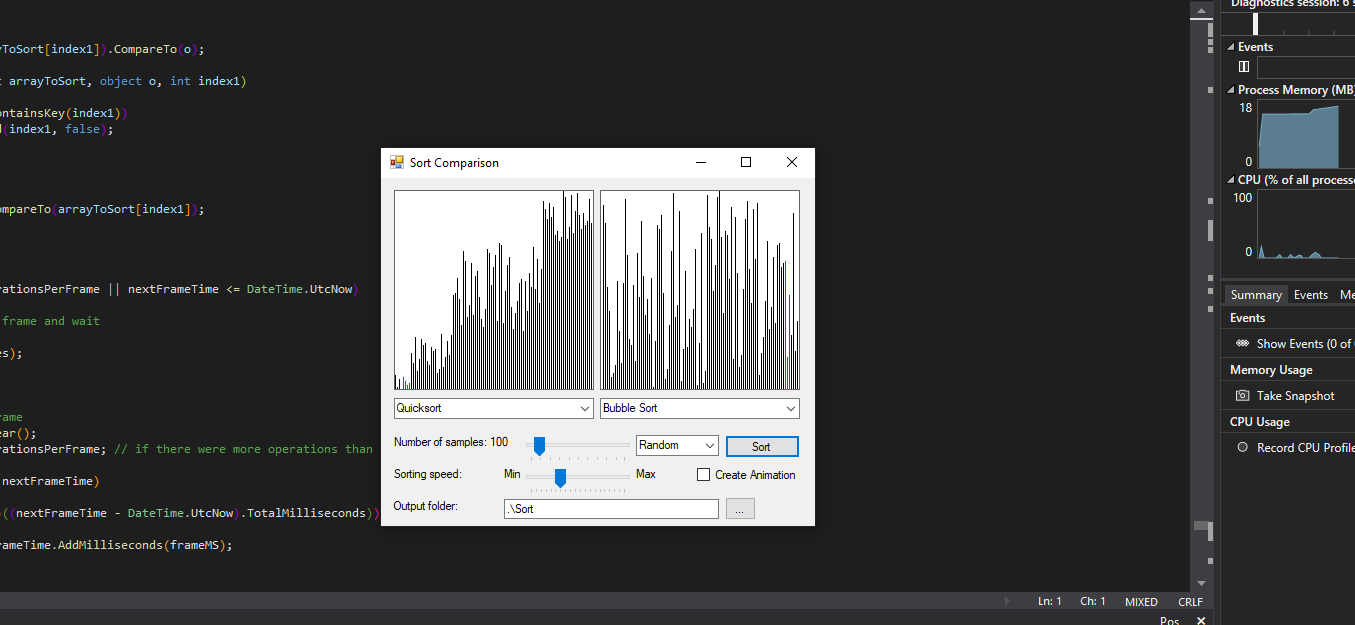 Diagnostics session: 6 s
yToSort[index1]).CompareTo(o);
Events
arrayToSort, object o, int index1)
Process Memory (MB
18
ontainsKey(index1))
(index1, false);
0
CPU (% of all processo
100
ompareTo(arrayToSort[index1]);
0
Sort Comparison
rationsPerFrame || nextFrameTime <= DateTime.UtcNow)
Summary Events Me
frame and wait
Events
es);
Show Events (0 of
Memory Usage
Take Snapshot
Quicksort
Bubble Sort
ame
ear();
CPU Usage
rationsPerFrame; // if there were more operations than
Record CPU Profile
Number of samples: 100
Random
Sort
Sorting speed:
Min
Max
Create Animation
nextFrameTime)
Output folder:
.\Sort
...
((nextFrameTime - DateTime.UtcNow).TotalMilliseconds))
rameTime.AddMilliseconds(frameMS);
Ln: 1 Ch: 1 MIXED CRLF
Pos